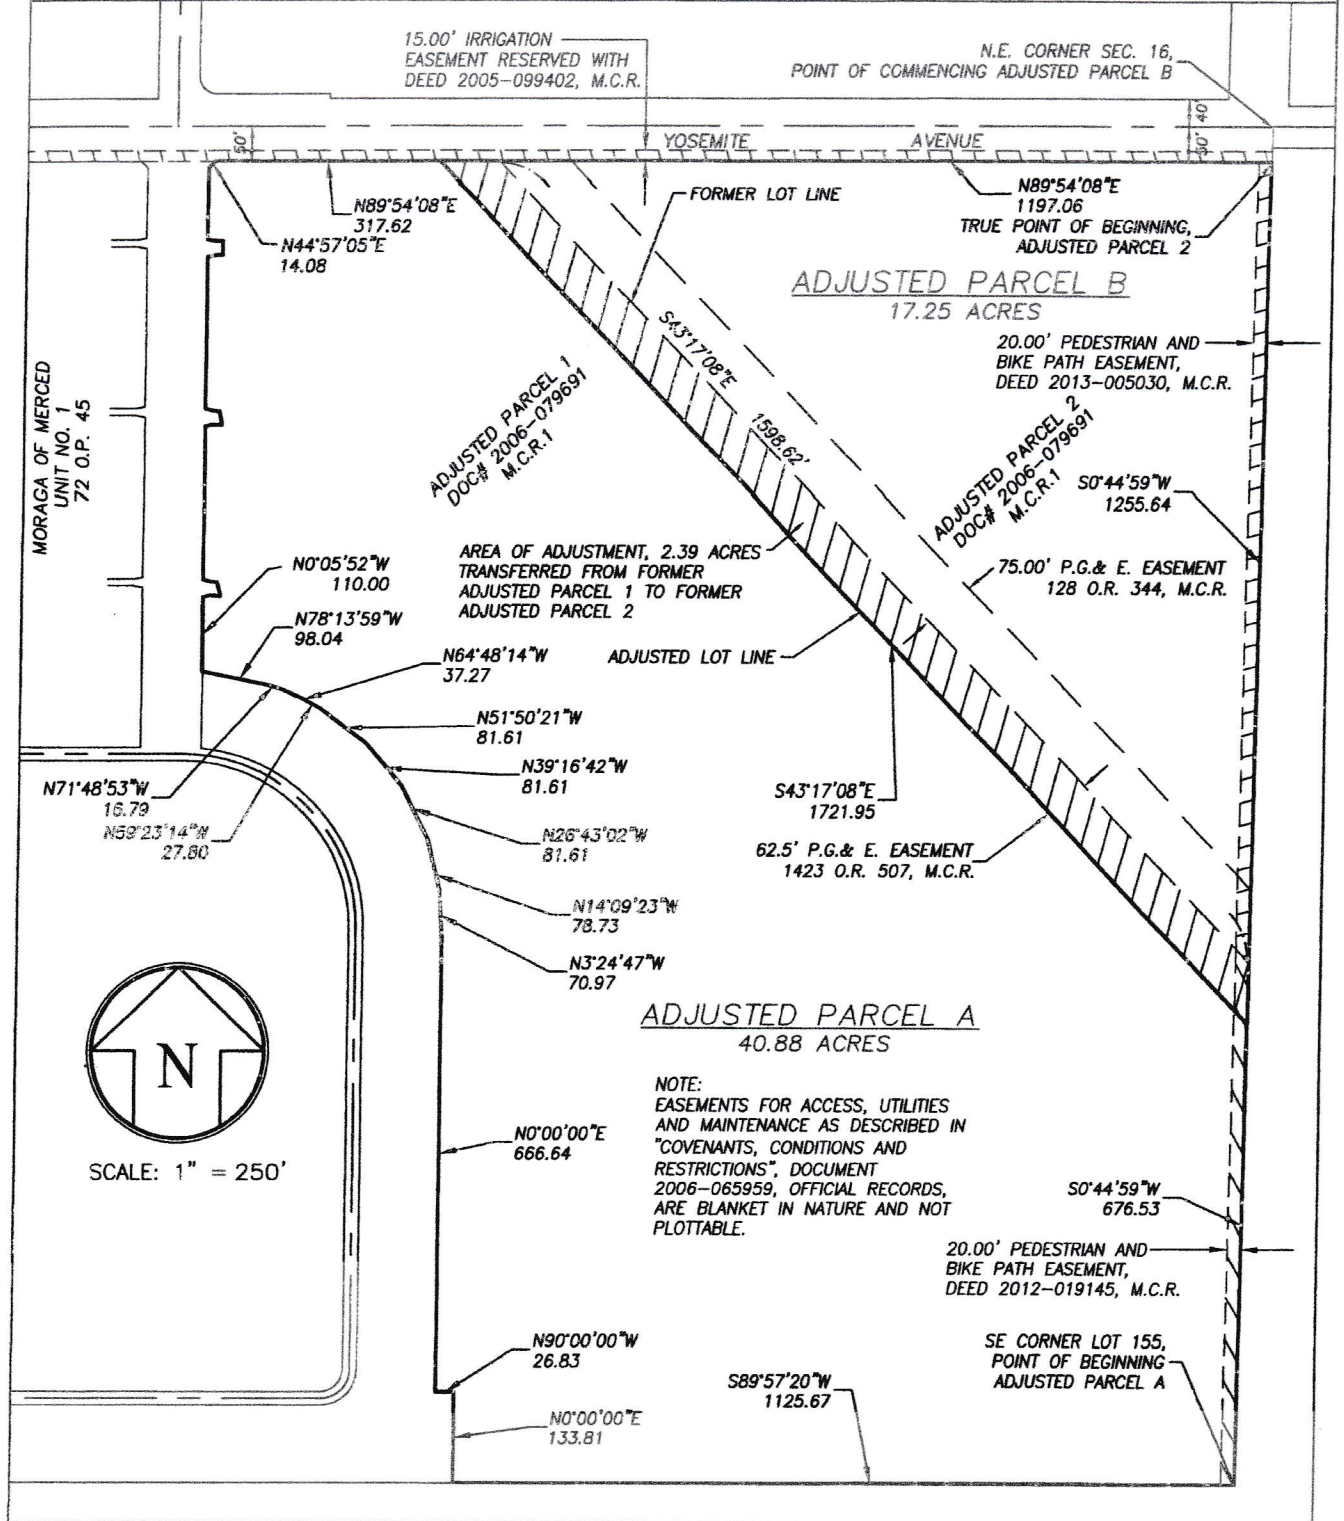 15.00' IRRIGATION
EASEMENT RESERVED WITH
DEED 2005-099402, M.C.R.
N.E. CORNER SEC. 16,
POINT OF COMMENCING ADJUSTED PARCEL B
50'
YOSEMITE AVENUE
40'
50'
N89°54'08"E
317.62
N44°57'05"E
14.08
FORMER LOT LINE
N89°54'08"E
1197.06
TRUE POINT OF BEGINNING,
ADJUSTED PARCEL 2
ADJUSTED PARCEL B
17.25 ACRES
20.00' PEDESTRIAN AND
BIKE PATH EASEMENT,
DEED 2013-005030, M.C.R.
S43°17'08"E
1598.62'
MORAGA OF MERCED
UNIT NO. 1
72 O.P. 45
ADJUSTED PARCEL 1
DOC# 2006-079691
M.C.R.1
ADJUSTED PARCEL 2
DOC# 2006-079691
M.C.R.1
S0°44'59"W
1255.64
AREA OF ADJUSTMENT, 2.39 ACRES
TRANSFERRED FROM FORMER
ADJUSTED PARCEL 1 TO FORMER
ADJUSTED PARCEL 2
75.00' P.G.& E. EASEMENT
128 O.R. 344, M.C.R.
N0°05'52"W
110.00
N78°13'59"W
98.04
N64°48'14"W
37.27
ADJUSTED LOT LINE
N51°50'21"W
81.61
N39°16'42"W
81.61
N71°48'53"W
16.79
N59°23'14"W
27.80
S43°17'08"E
1721.95
N26°43'02"W
81.61
62.5' P.G.& E. EASEMENT
1423 O.R. 507, M.C.R.
N14°09'23"W
78.73
N3°24'47"W
70.97
ADJUSTED PARCEL A
40.88 ACRES
N
SCALE: 1" = 250'
NOTE:
EASEMENTS FOR ACCESS, UTILITIES
AND MAINTENANCE AS DESCRIBED IN
"COVENANTS, CONDITIONS AND
RESTRICTIONS", DOCUMENT
2006-065959, OFFICIAL RECORDS,
ARE BLANKET IN NATURE AND NOT
PLOTTABLE.
N0°00'00"E
666.64
S0°44'59"W
676.53
20.00' PEDESTRIAN AND
BIKE PATH EASEMENT,
DEED 2012-019145, M.C.R.
N90°00'00"W
26.83
SE CORNER LOT 155,
POINT OF BEGINNING
ADJUSTED PARCEL A
S89°57'20"W
1125.67
N0°00'00"E
133.81